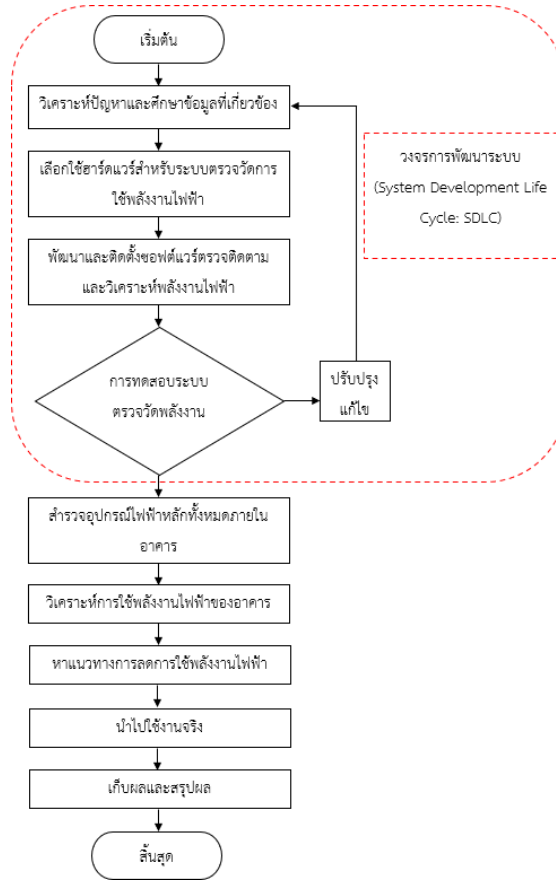 เริ่มต้น
วิเคราะห์ปัญหาและศึกษาข้อมูลที่เกี่ยวข้อง
เลือกใช้ฮาร์ดแวร์สำหรับระบบตรวจวัดการ
ใช้พลังงานไฟฟ้า
วงจรการพัฒนาระบบ
(System Development Life
Cycle: SDLC)
พัฒนาและติดตั้งซอฟต์แวร์ตรวจติดตาม
และวิเคราะห์พลังงานไฟฟ้า
การทดสอบระบบ
ตรวจวัดพลังงาน
ปรับปรุง
แก้ไข
สำรวจอุปกรณ์ไฟฟ้าหลักทั้งหมดภายใน
อาคาร
วิเคราะห์การใช้พลังงานไฟฟ้าของอาคาร
หาแนวทางการลดการใช้พลังงานไฟฟ้า
นำไปใช้งานจริง
เก็บผลและสรุปผล
สิ้นสุด